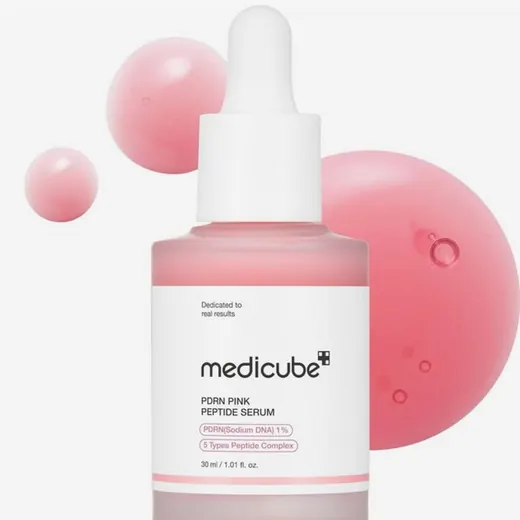 Dedicated to
real results
medicube
PDRN PINK
PEPTIDE SERUM
PDRN(Sodium DNA) 1%
5 Types Peptide Complex
30 ml / 1.01 fl. oz.